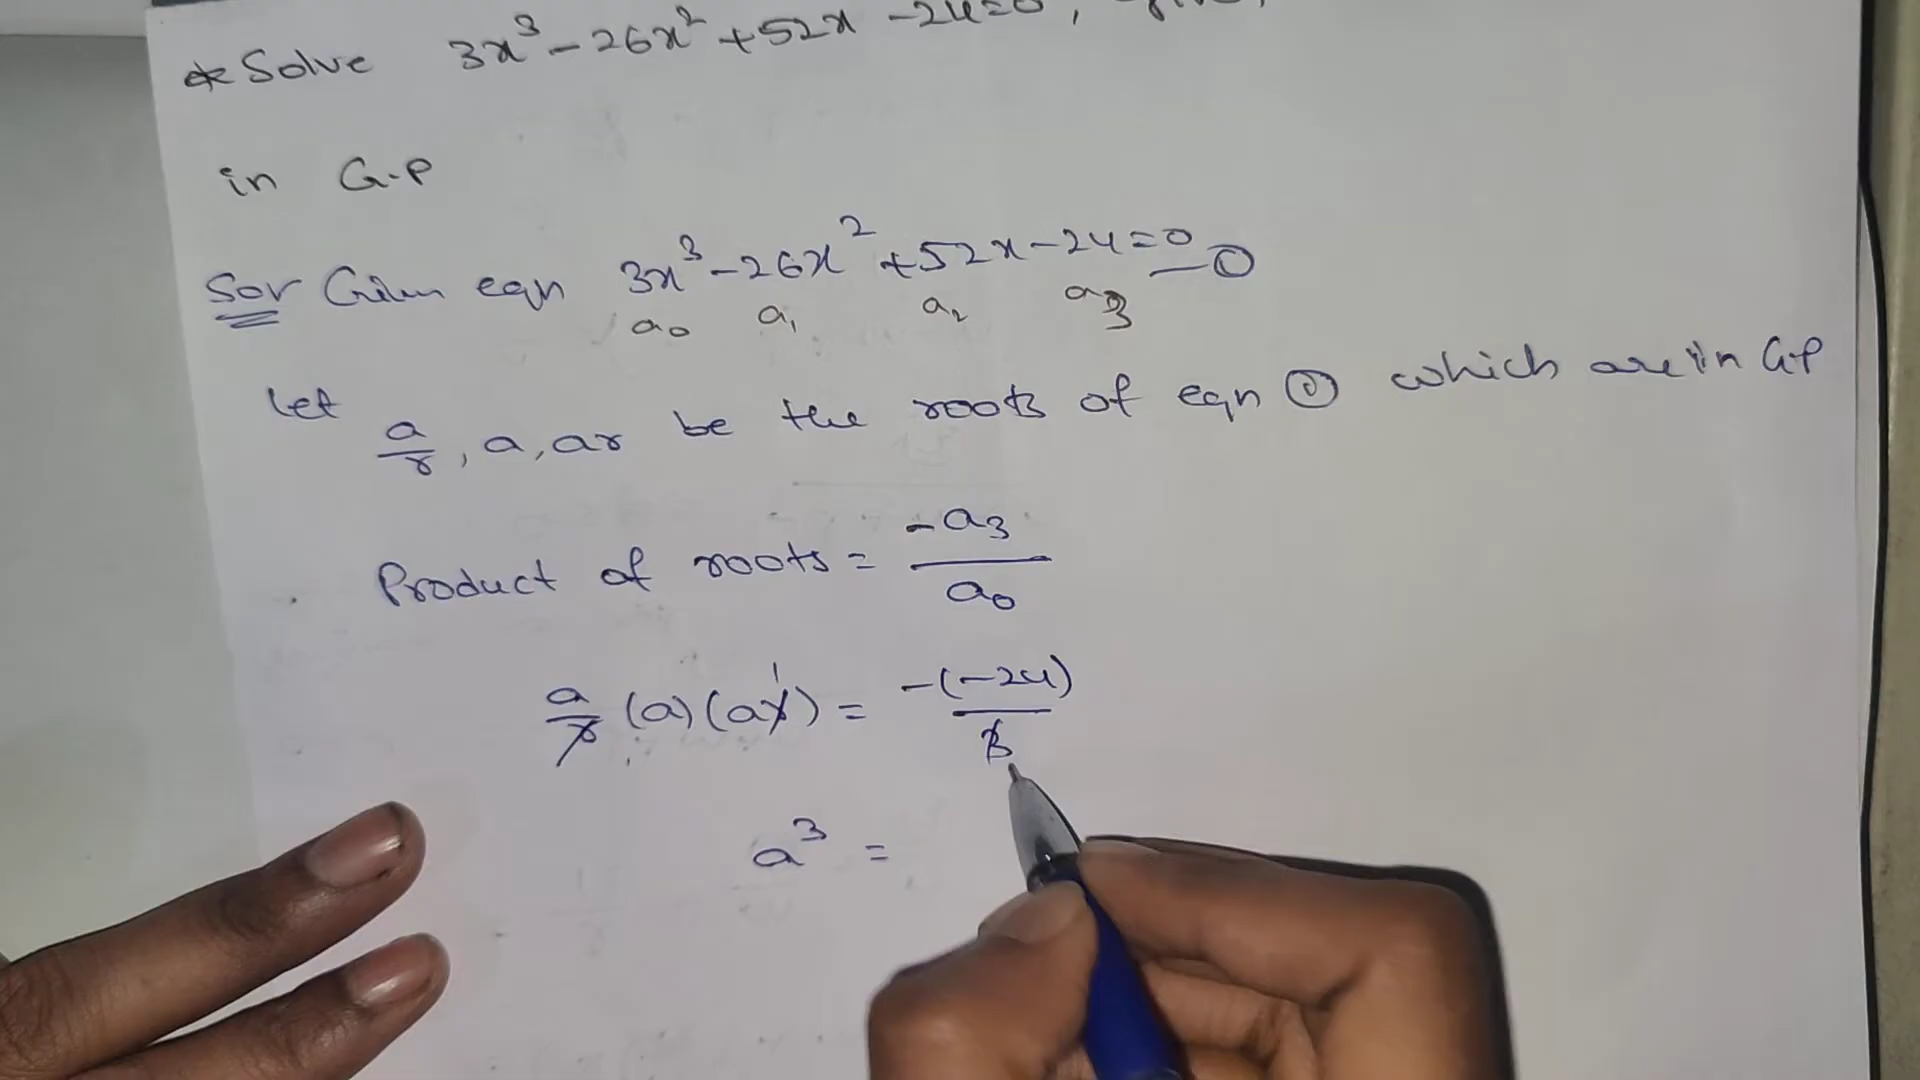 * Solve 3x³ - 26x² + 52x - 24 = 0,
in G.P
Sol Given eqn 3x³ - 26x² + 52x - 24 = 0 — ①
a₀ a₁ a₂ a₃
Let a/r, a, ar be the roots of eqn ① which are in G.P
Product of roots = -a₃/a₀
a/r (a) (ar) = -(-24)/3
a³ =